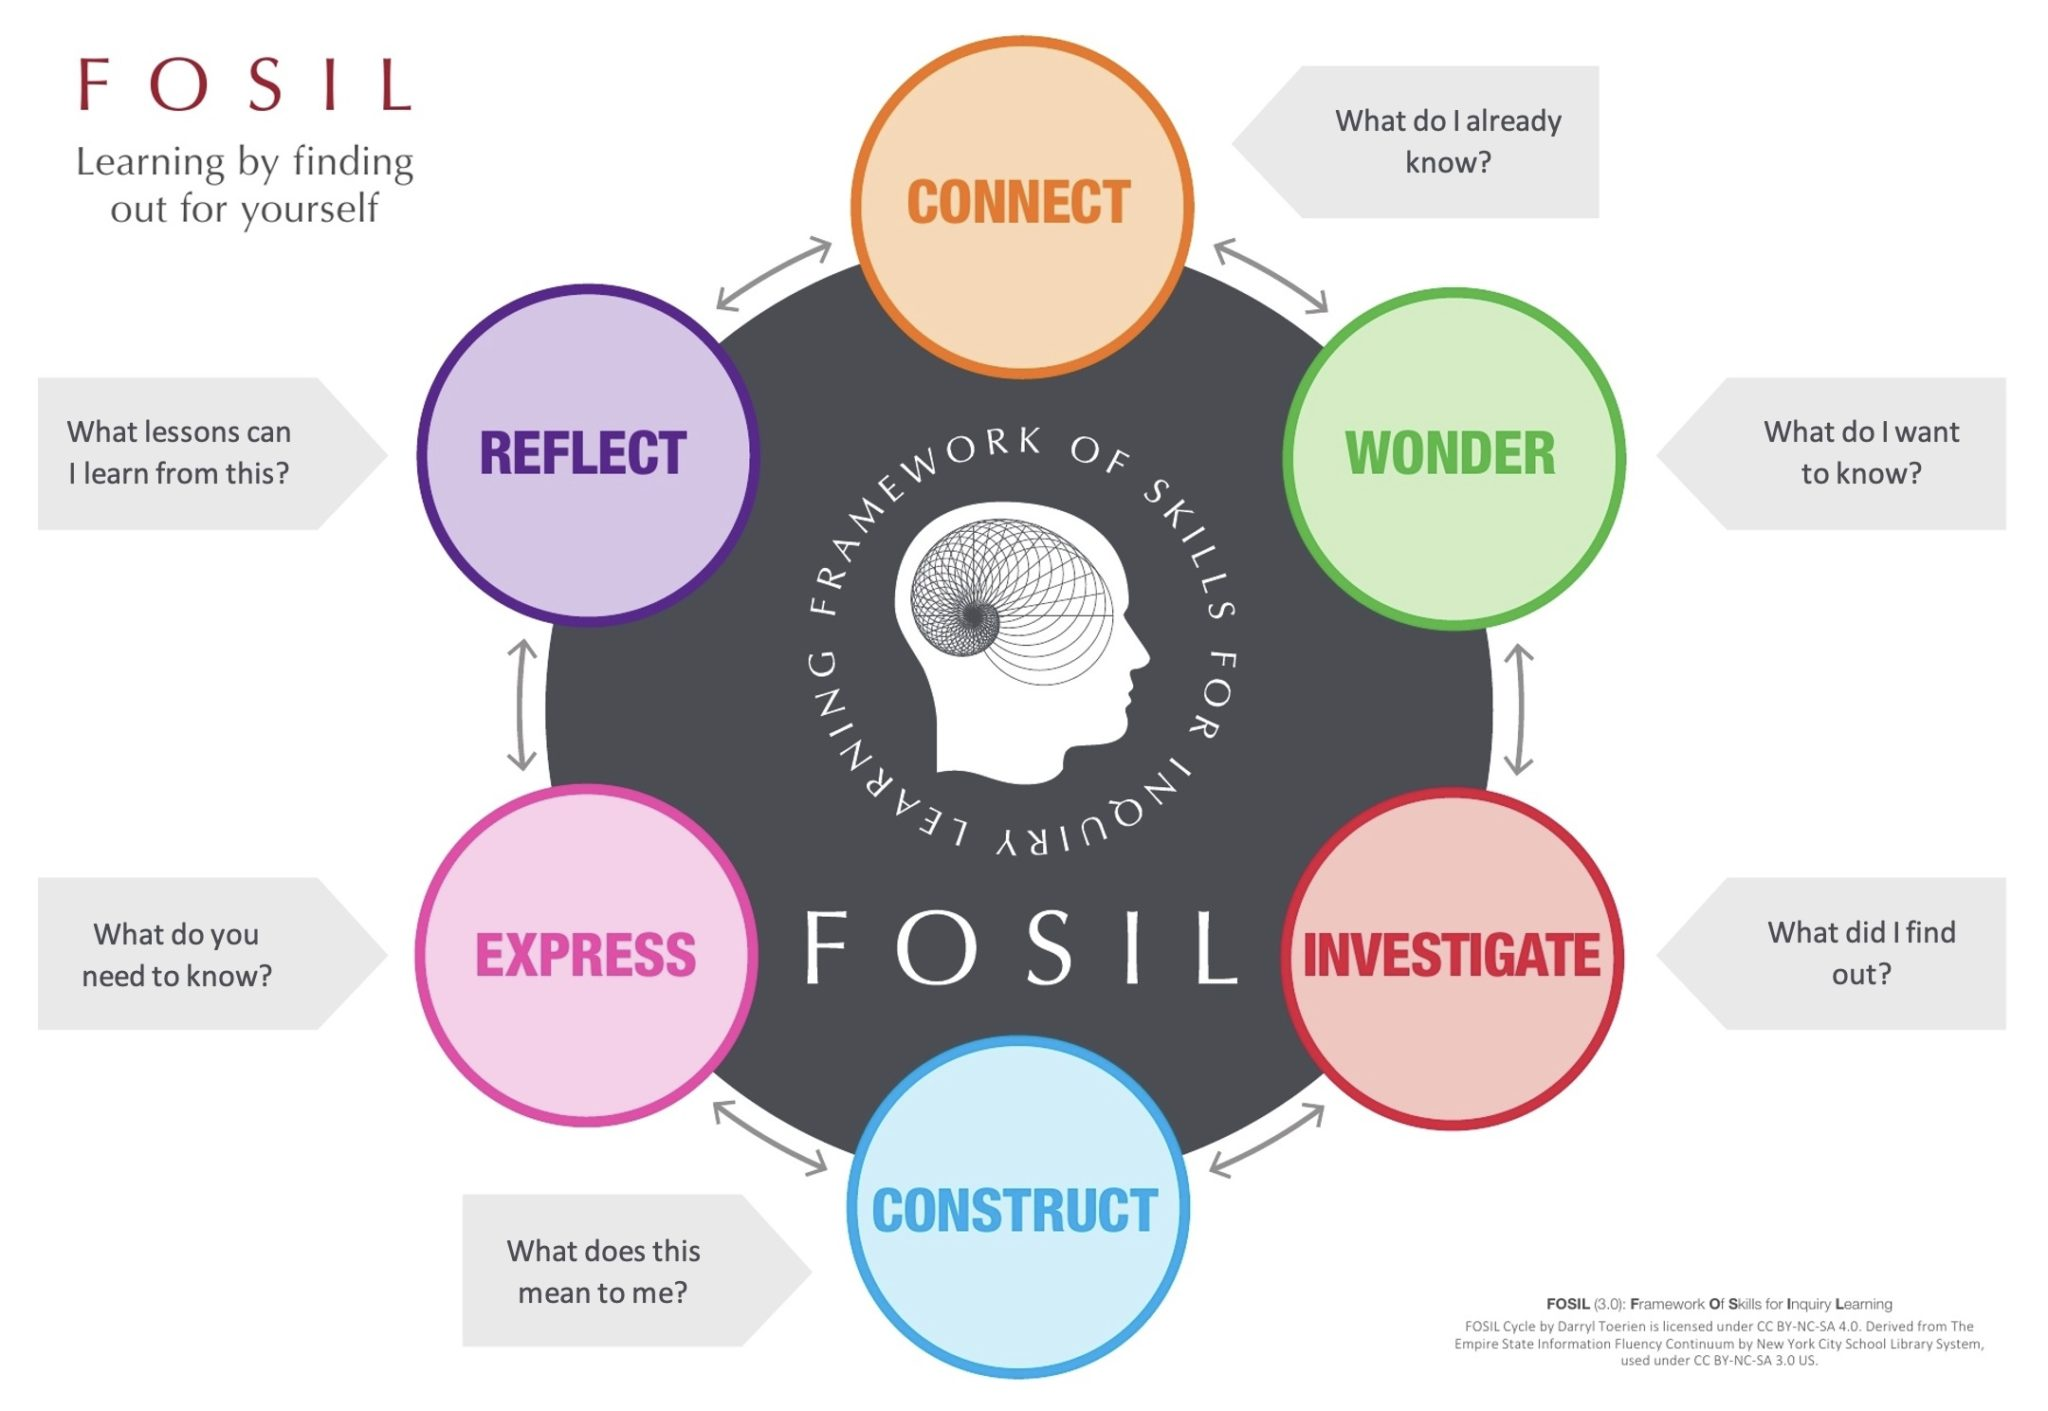 F O S I L
Learning by finding
out for yourself
CONNECT
What do I already
know?
WONDER
What do I want
to know?
INVESTIGATE
What did I find
out?
CONSTRUCT
What does this
mean to me?
EXPRESS
What do you
need to know?
REFLECT
What lessons can
I learn from this?
FRAMEWORK OF SKILLS FOR INQUIRY LEARNING
F O S I L
FOSIL (3.0): Framework Of Skills for Inquiry Learning
FOSIL Cycle by Darryl Toerien is licensed under CC BY-NC-SA 4.0. Derived from The
Empire State Information Fluency Continuum by New York City School Library System,
used under CC BY-NC-SA 3.0 US.